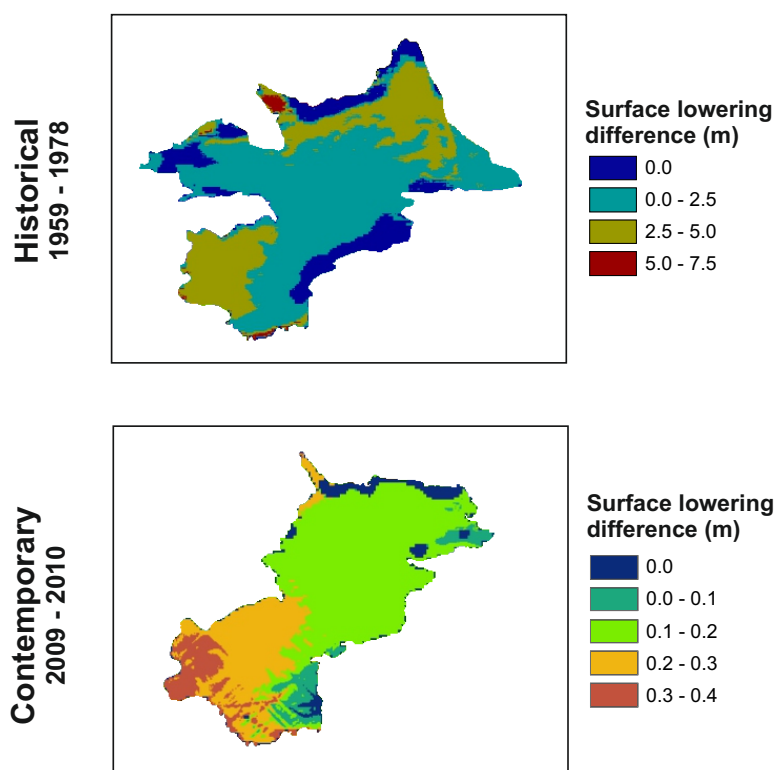 Historical
1959 - 1978
Surface lowering
difference (m)
0.0
0.0 - 2.5
2.5 - 5.0
5.0 - 7.5
Contemporary
2009 - 2010
Surface lowering
difference (m)
0.0
0.0 - 0.1
0.1 - 0.2
0.2 - 0.3
0.3 - 0.4